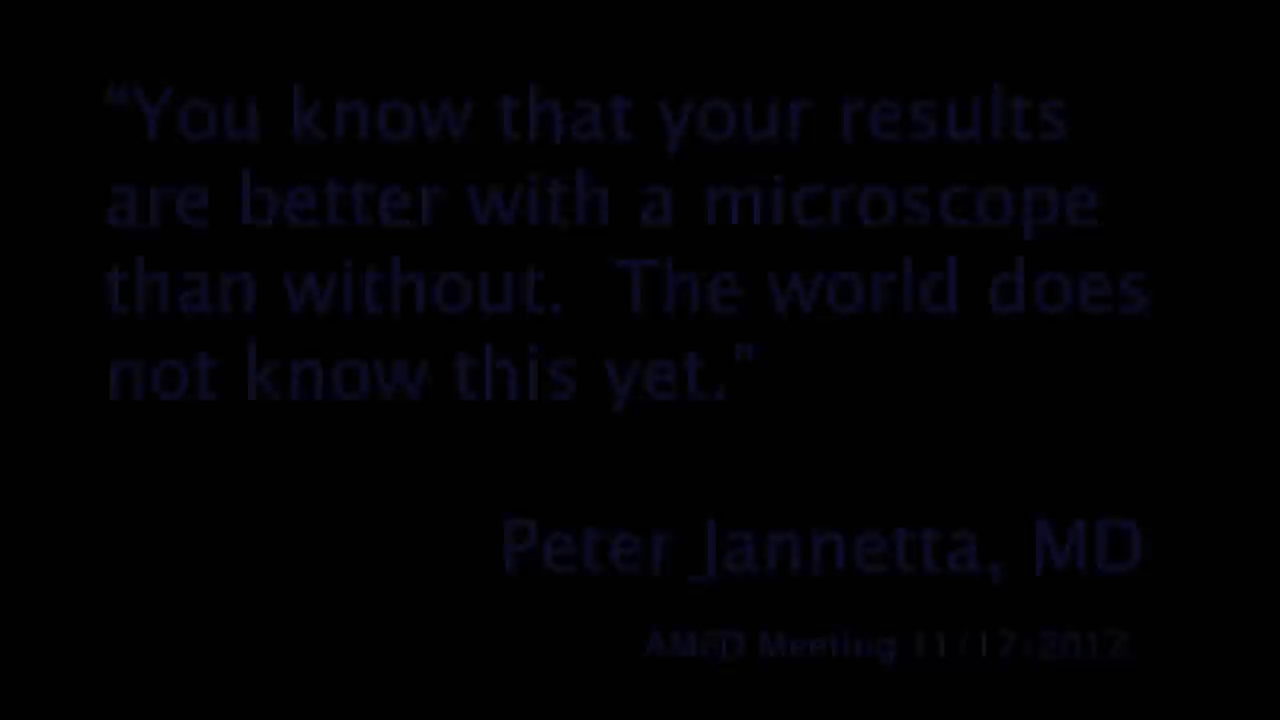 “You know that your results
are better with a microscope
than without.  The world does
not know this yet.”
Peter Jannetta, MD
Meeting